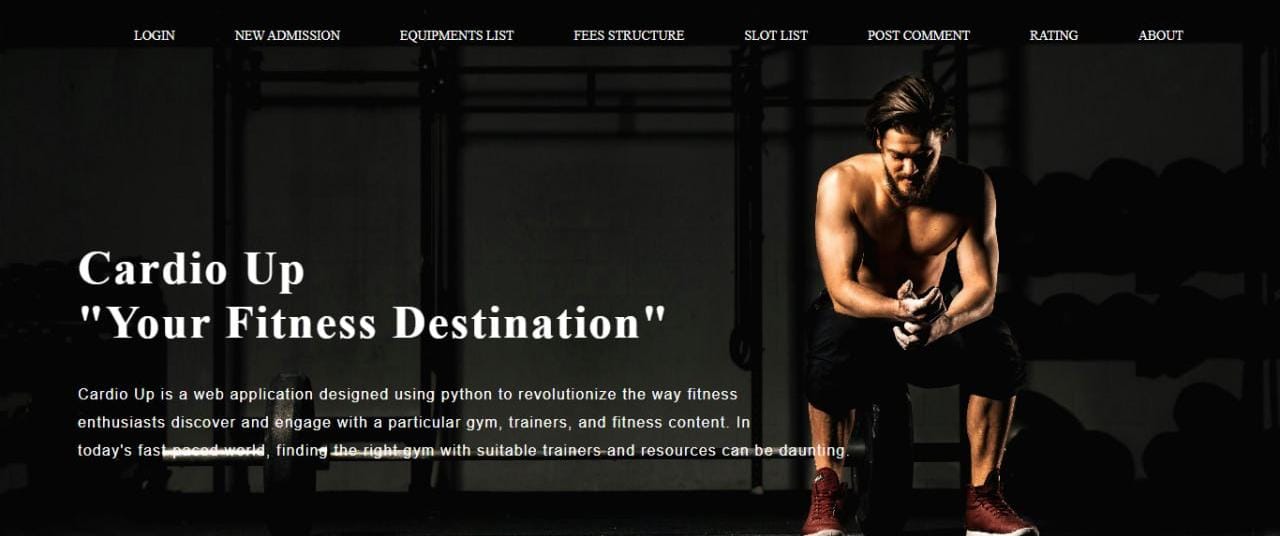 LOGIN NEW ADMISSION EQUIPMENTS LIST FEES STRUCTURE SLOT LIST POST COMMENT RATING ABOUT
Cardio Up
"Your Fitness Destination"
Cardio Up is a web application designed using python to revolutionize the way fitness
enthusiasts discover and engage with a particular gym, trainers, and fitness content. In
today's fast paced world, finding the right gym with suitable trainers and resources can be daunting.